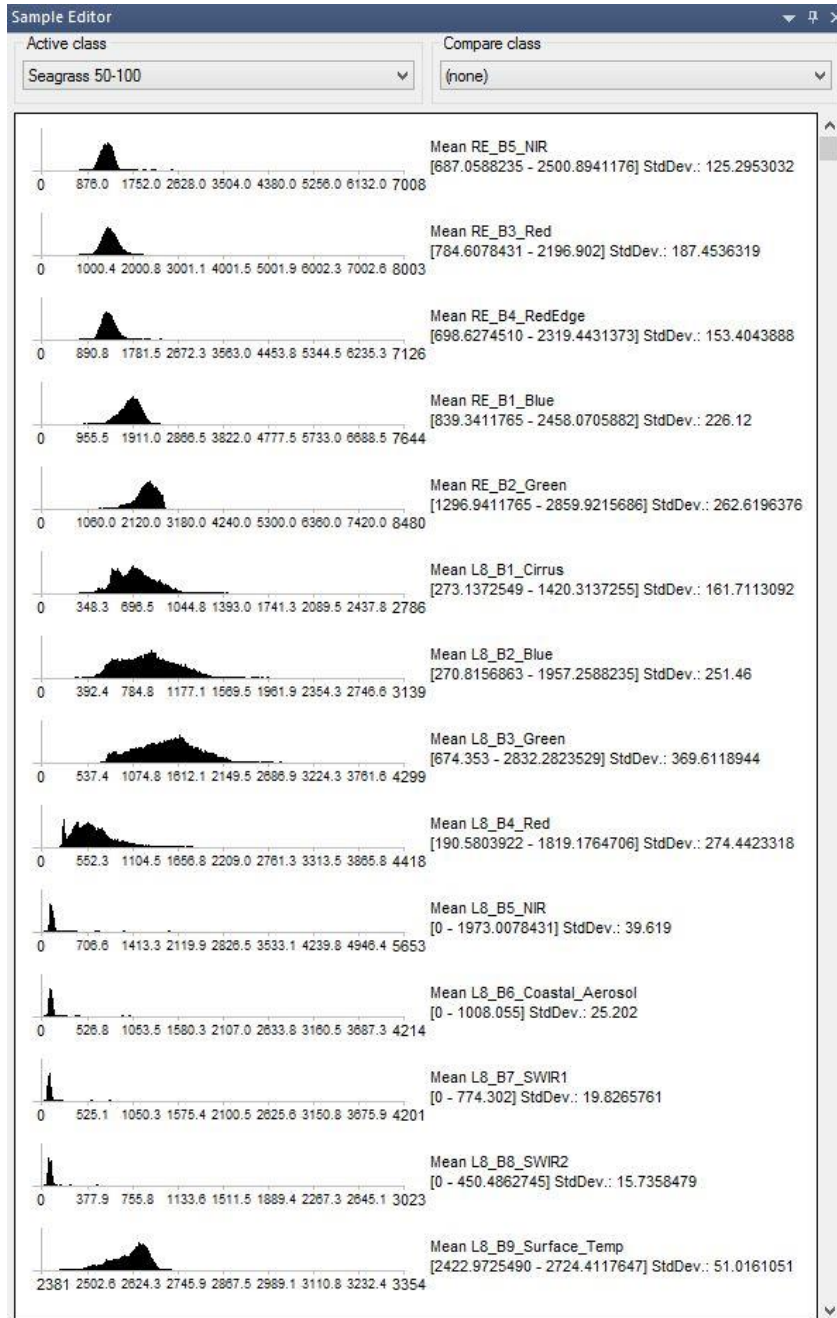 Sample Editor
Active class
Compare class
Seagrass 50-100
(none)
Mean RE_B5_NIR
[687.0588235 - 2500.8941176] StdDev.: 125.2953032
0 876.0 1752.0 2628.0 3504.0 4380.0 5256.0 6132.0 7008
Mean RE_B3_Red
[784.6078431 - 2196.902] StdDev.: 187.4536319
0 1000.4 2000.8 3001.1 4001.5 5001.9 6002.3 7002.6 8003
Mean RE_B4_RedEdge
[698.6274510 - 2319.4431373] StdDev.: 153.4043888
0 890.8 1781.5 2672.3 3563.0 4453.8 5344.5 6235.3 7126
Mean RE_B1_Blue
[839.3411765 - 2458.0705882] StdDev.: 226.12
0 955.5 1911.0 2866.5 3822.0 4777.5 5733.0 6688.5 7644
Mean RE_B2_Green
[1296.9411765 - 2859.9215686] StdDev.: 262.6196376
0 1060.0 2120.0 3180.0 4240.0 5300.0 6360.0 7420.0 8480
Mean L8_B1_Cirrus
[273.1372549 - 1420.3137255] StdDev.: 161.7113092
0 348.3 696.5 1044.8 1393.0 1741.3 2089.5 2437.8 2786
Mean L8_B2_Blue
[270.8156863 - 1957.2588235] StdDev.: 251.46
0 392.4 784.8 1177.1 1569.5 1961.9 2354.3 2746.6 3139
Mean L8_B3_Green
[674.353 - 2832.2823529] StdDev.: 369.6118944
0 537.4 1074.8 1612.1 2149.5 2686.9 3224.3 3761.6 4299
Mean L8_B4_Red
[190.5803922 - 1819.1764706] StdDev.: 274.4423318
0 552.3 1104.5 1656.8 2209.0 2761.3 3313.5 3865.8 4418
Mean L8_B5_NIR
[0 - 1973.0078431] StdDev.: 39.619
0 706.6 1413.3 2119.9 2826.5 3533.1 4239.8 4946.4 5653
Mean L8_B6_Coastal_Aerosol
[0 - 1008.055] StdDev.: 25.202
0 526.8 1053.5 1580.3 2107.0 2633.8 3160.5 3687.3 4214
Mean L8_B7_SWIR1
[0 - 774.302] StdDev.: 19.8265761
0 525.1 1050.3 1575.4 2100.5 2625.6 3150.8 3675.9 4201
Mean L8_B8_SWIR2
[0 - 450.4862745] StdDev.: 15.7358479
0 377.9 755.8 1133.6 1511.5 1889.4 2267.3 2645.1 3023
Mean L8_B9_Surface_Temp
[2422.9725490 - 2724.4117647] StdDev.: 51.0161051
2381 2502.6 2624.3 2745.9 2867.5 2989.1 3110.8 3232.4 3354